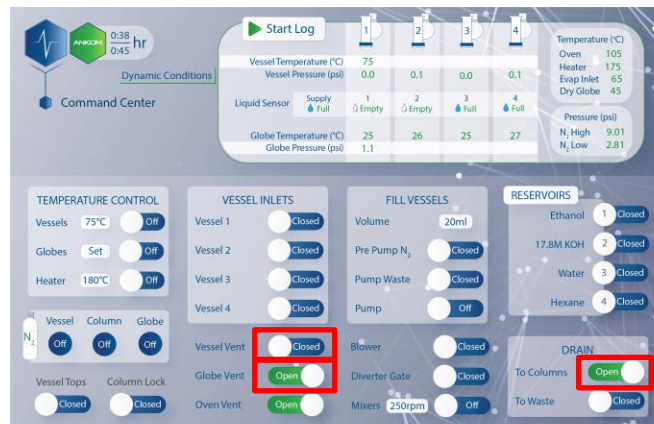 ANKOM 0:38 0:45 hr
Dynamic Conditions
Command Center
Start Log 1 2 3 4
Vessel Temperature (°C) 75
Vessel Pressure (psi) 0.0 0.1 0.0 0.1
Liquid Sensor Supply Full 1 Empty 2 Empty 3 Full 4 Full
Globe Temperature (°C) 25 26 25 27
Globe Pressure (psi) 1.1
Temperature (°C)
Oven 105
Heater 175
Evap Inlet 65
Dry Globe 45
Pressure (psi)
N₂ High 9.01
N₂ Low 2.81
TEMPERATURE CONTROL
Vessels 75°C Off
Globes Set Off
Heater 180°C Off
N₂ Vessel Column Globe
Off Off Off
Vessel Tops Column Lock
Closed Closed
VESSEL INLETS
Vessel 1 Closed
Vessel 2 Closed
Vessel 3 Closed
Vessel 4 Closed
Vessel Vent Closed
Globe Vent Open
Oven Vent Open
FILL VESSELS
Volume 20ml
Pre Pump N₂ Closed
Pump Waste Closed
Pump Off
Blower Closed
Diverter Gate Closed
Mixers 250rpm Off
RESERVOIRS
Ethanol 1 Closed
17.8M KOH 2 Closed
Water 3 Closed
Hexane 4 Closed
DRAIN
To Columns Open
To Waste Closed